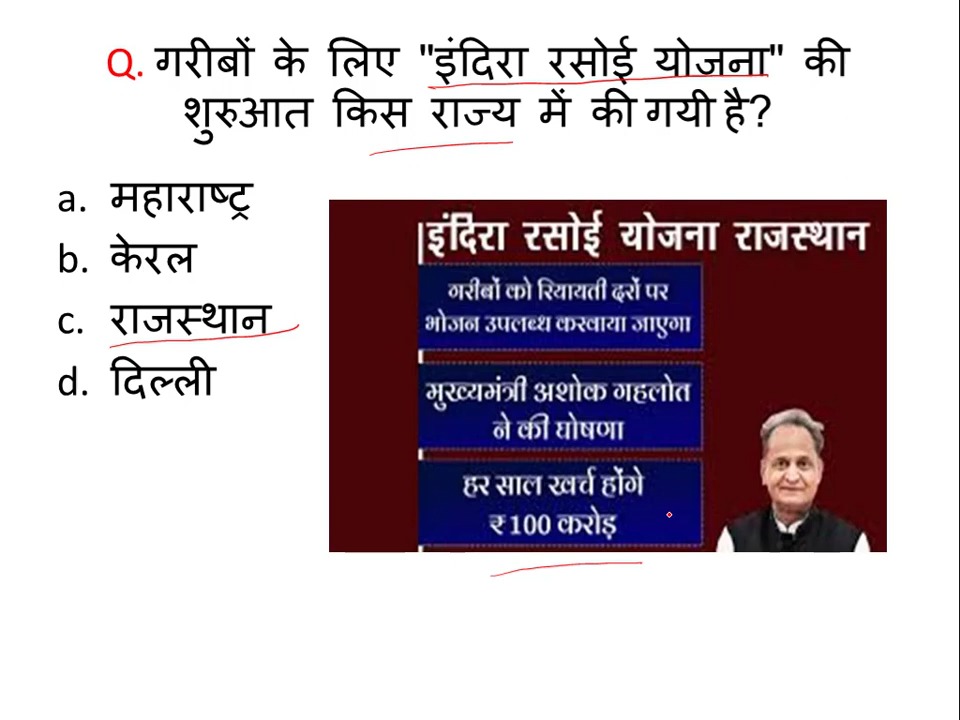 Q. गरीबों के लिए "इंदिरा रसोई योजना" की
शुरुआत किस राज्य में की गयी है?
a. महाराष्ट्र
b. केरल
c. राजस्थान
d. दिल्ली
इंदिरा रसोई योजना राजस्थान
गरीबों को रियायती दरों पर
भोजन उपलब्ध करवाया जाएगा
मुख्यमंत्री अशोक गहलोत
ने की घोषणा
हर साल खर्च होंगे
₹100 करोड़